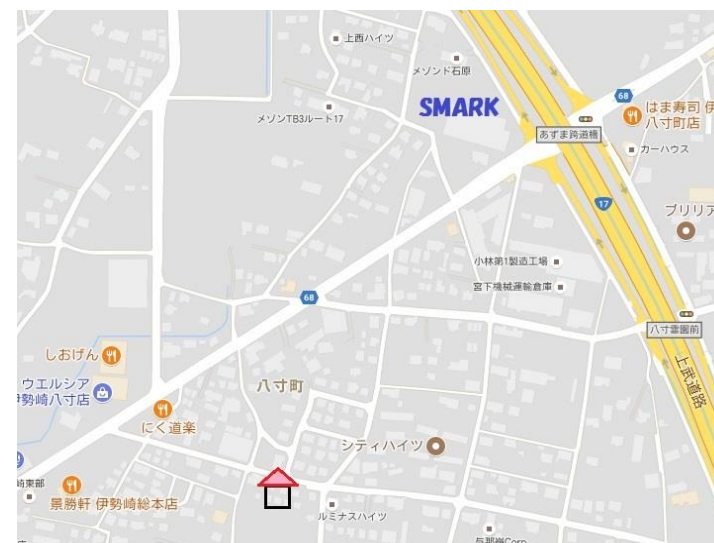 上西ハイツ
メゾンド石原
メゾンTB3ルート17
SMARK
68
はま寿司 伊
八寸町店
あずま跨道橋
カーハウス
17
ブリリア
小林第1製造工場
宮下機械運輸倉庫
68
八寸霊園前
上武道路
しおげん
ウエルシア
伊勢崎八寸店
八寸町
にく道楽
シティハイツ
崎東部
景勝軒 伊勢崎総本店
ルミナスハイツ